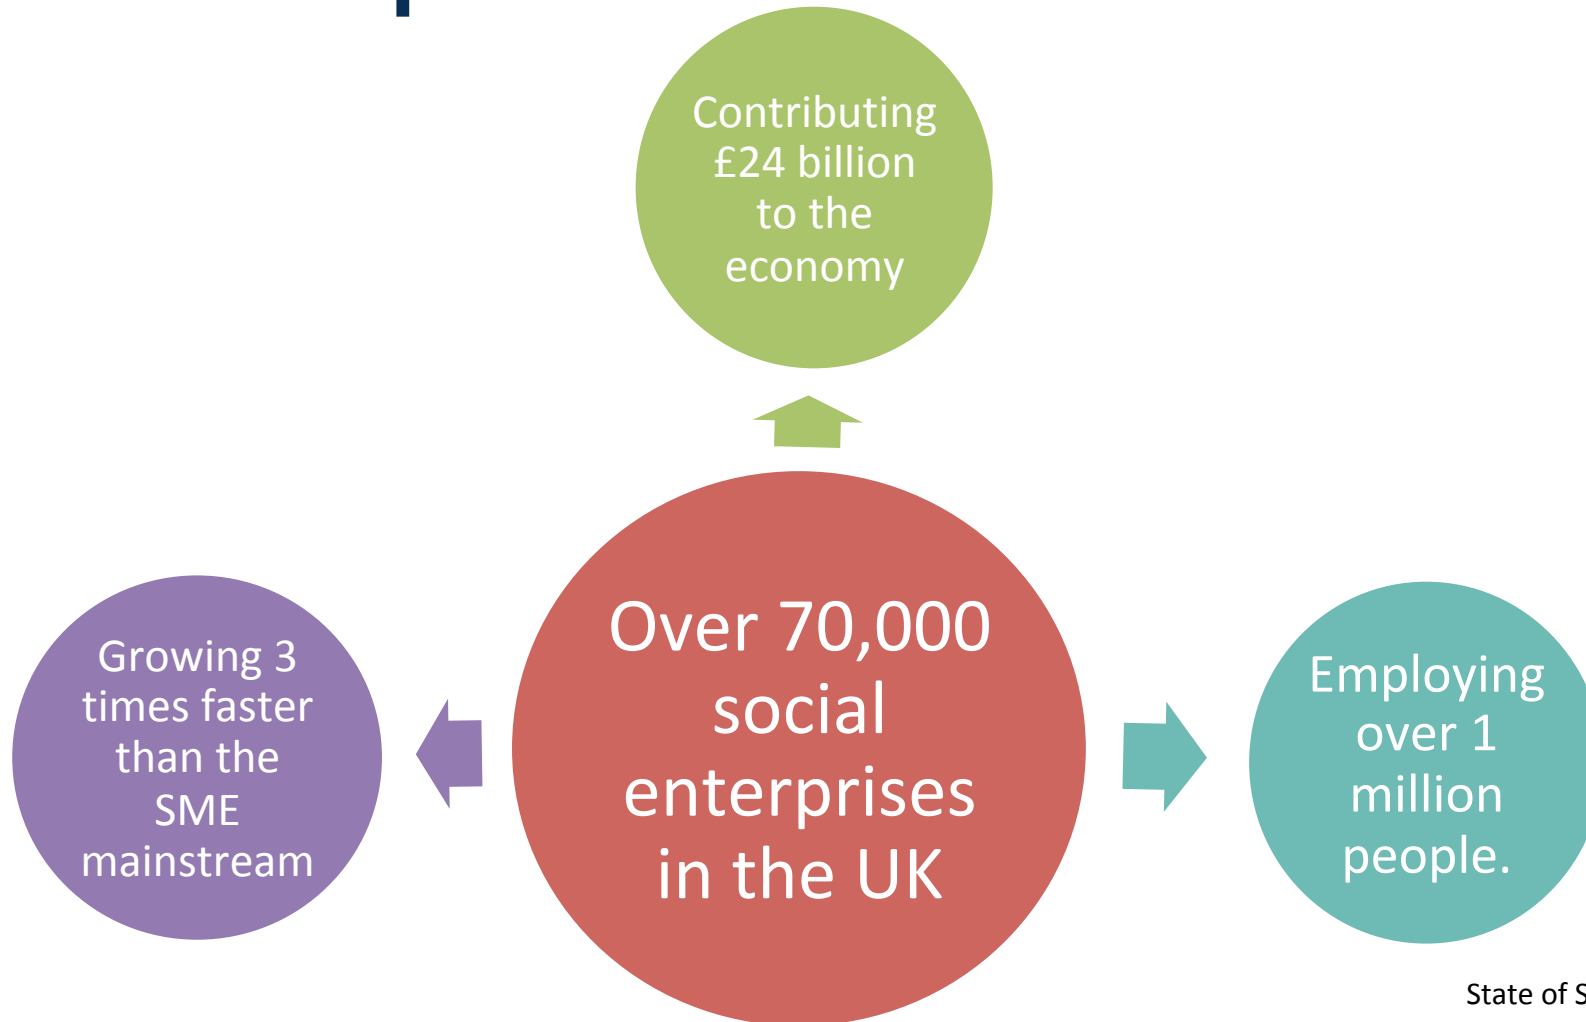 Contributing
£24 billion
to the
economy
Growing 3
times faster
than the
SME
mainstream
Over 70,000
social
enterprises
in the UK
Employing
over 1
million
people.
State of S